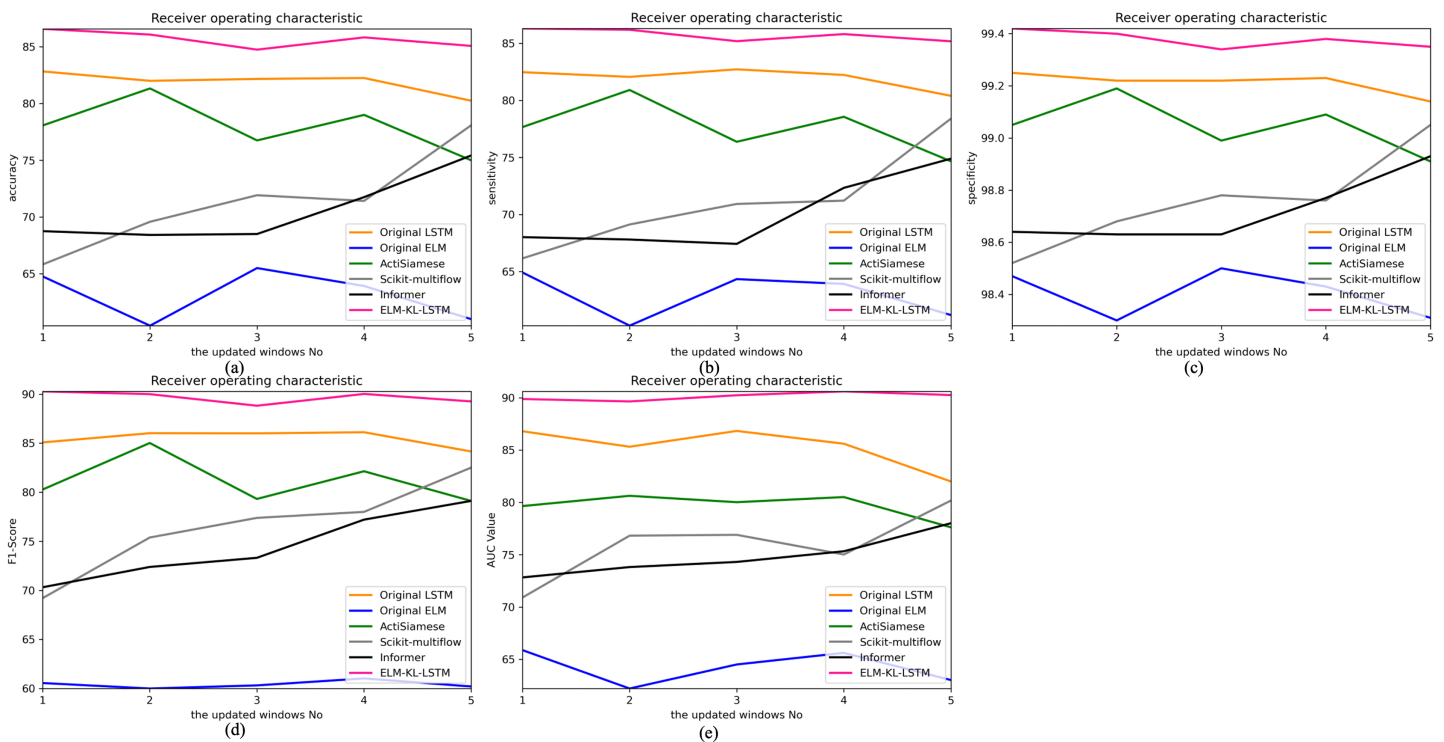 Receiver operating characteristic
accuracy
85
80
75
70
65
Original LSTM
Original ELM
ActiSiamese
Scikit-multiflow
Informer
ELM-KL-LSTM
1 2 3 4 5
the updated windows No
(a)
Receiver operating characteristic
sensitivity
85
80
75
70
65
Original LSTM
Original ELM
ActiSiamese
Scikit-multiflow
Informer
ELM-KL-LSTM
1 2 3 4 5
the updated windows No
(b)
Receiver operating characteristic
specificity
99.4
99.2
99.0
98.8
98.6
98.4
Original LSTM
Original ELM
ActiSiamese
Scikit-multiflow
Informer
ELM-KL-LSTM
1 2 3 4 5
the updated windows No
(c)
Receiver operating characteristic
F1-Score
90
85
80
75
70
65
60
Original LSTM
Original ELM
ActiSiamese
Scikit-multiflow
Informer
ELM-KL-LSTM
1 2 3 4 5
the updated windows No
(d)
Receiver operating characteristic
AUC Value
90
85
80
75
70
65
Original LSTM
Original ELM
ActiSiamese
Scikit-multiflow
Informer
ELM-KL-LSTM
1 2 3 4 5
the updated windows No
(e)